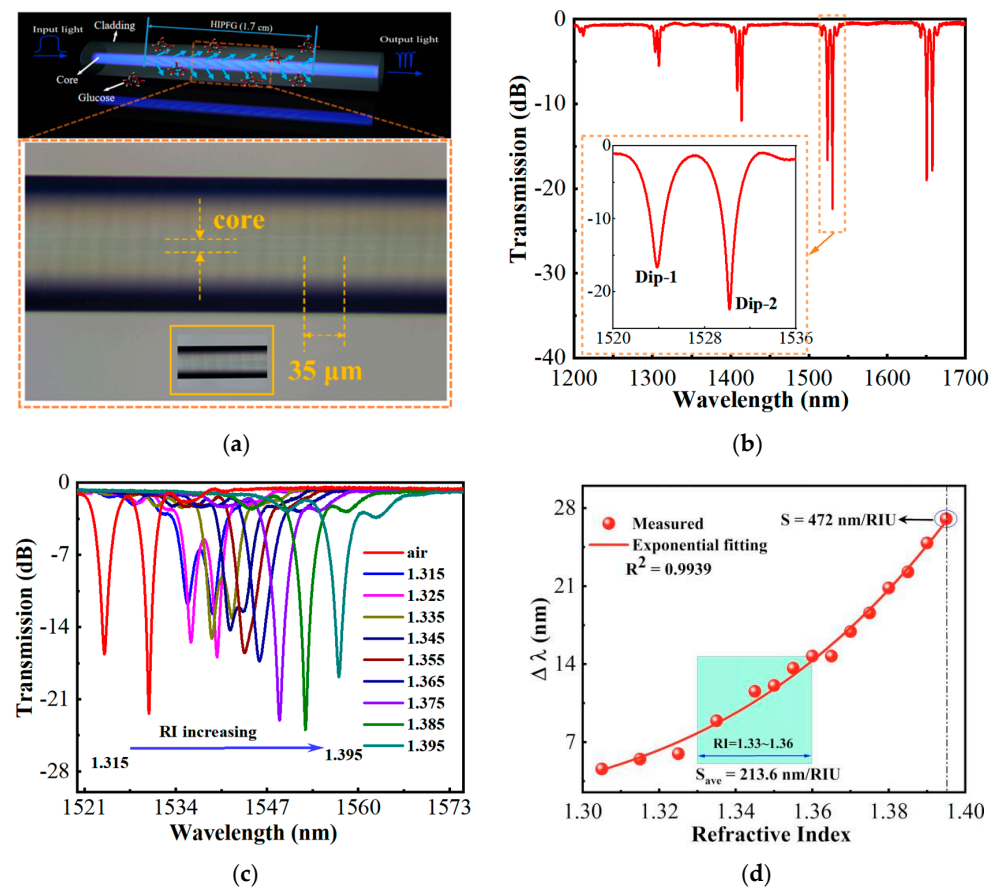 HIPFG (1.7 cm)
Cladding
Input light
Output light
Core
Glucose
core
35 μm
(a)
Transmission (dB)
0
-10
-20
-30
-40
0
-10
-20
Dip-1
Dip-2
1520 1528 1536
1200 1300 1400 1500 1600 1700
Wavelength (nm)
(b)
Transmission (dB)
0
-7
-14
-21
-28
air
1.315
1.325
1.335
1.345
1.355
1.365
1.375
1.385
1.395
RI increasing
1.315
1.395
1521 1534 1547 1560 1573
Wavelength (nm)
(c)
Δ λ (nm)
28
21
14
7
Measured
Exponential fitting
R² = 0.9939
S = 472 nm/RIU
RI=1.33~1.36
Save = 213.6 nm/RIU
1.30 1.32 1.34 1.36 1.38 1.40
Refractive Index
(d)